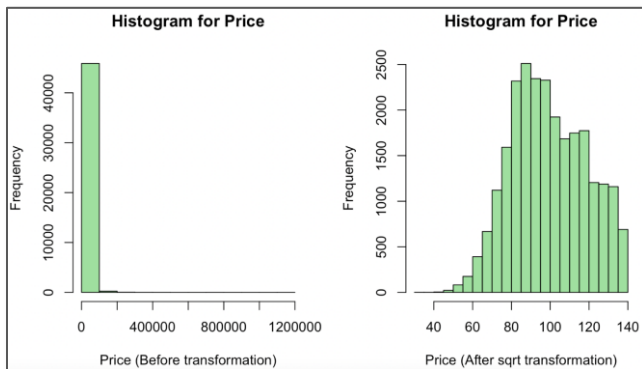 Histogram for Price
Frequency
40000
30000
20000
10000
0
0 400000 800000 1200000
Price (Before transformation)
Histogram for Price
Frequency
2500
2000
1500
1000
500
0
40 60 80 100 120 140
Price (After sqrt transformation)